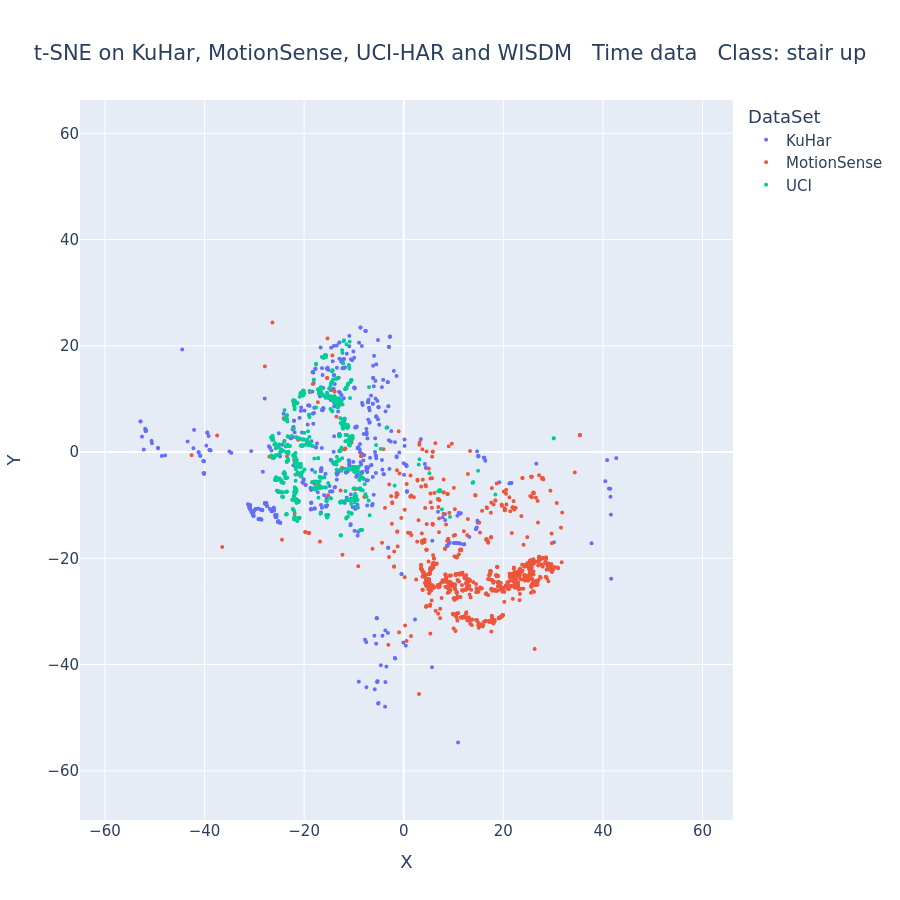 t-SNE on KuHar, MotionSense, UCI-HAR and WISDM   Time data   Class: stair up
DataSet
KuHar
MotionSense
UCI
60
40
20
0
−20
−40
−60
Y
−60
−40
−20
0
20
40
60
X